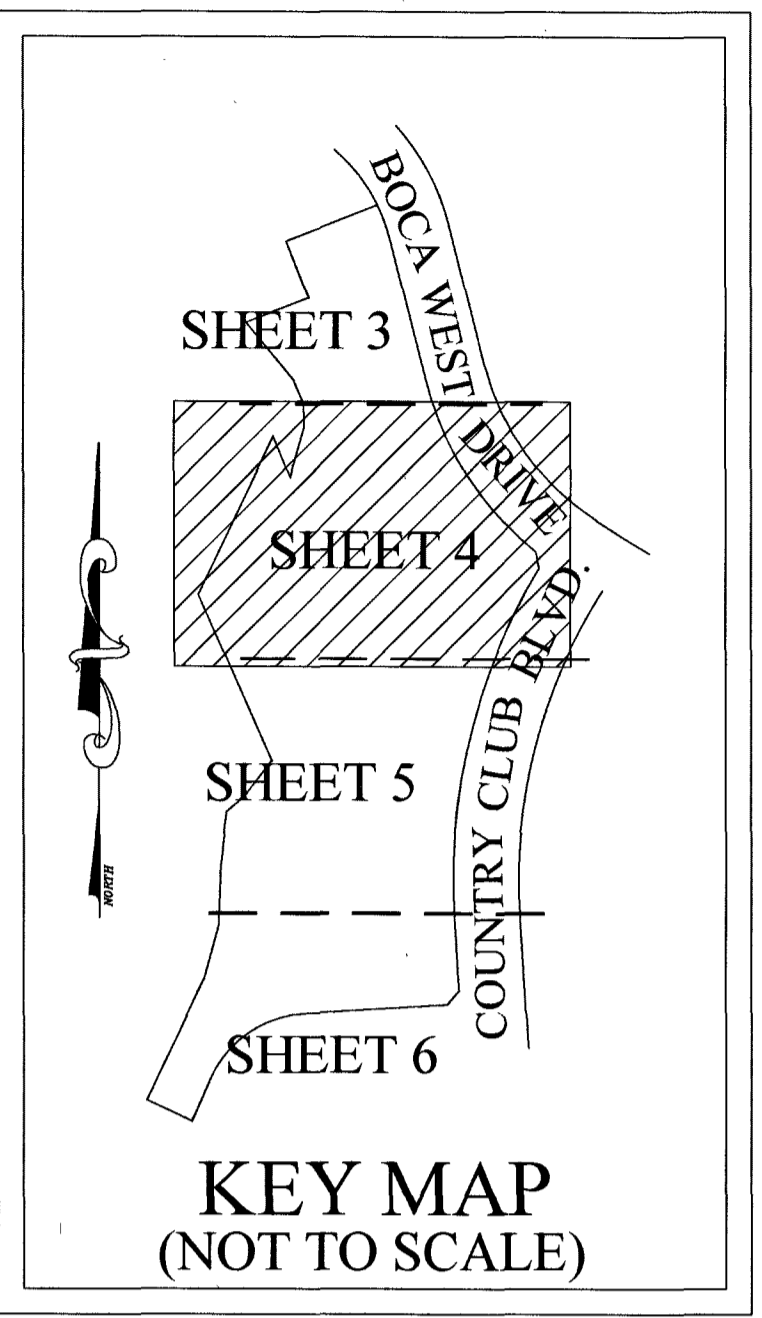 BOCA WEST DRIVE
SHEET 3
SHEET 4
COUNTRY CLUB BLVD.
SHEET 5
NORTH
SHEET 6
KEY MAP
(NOT TO SCALE)